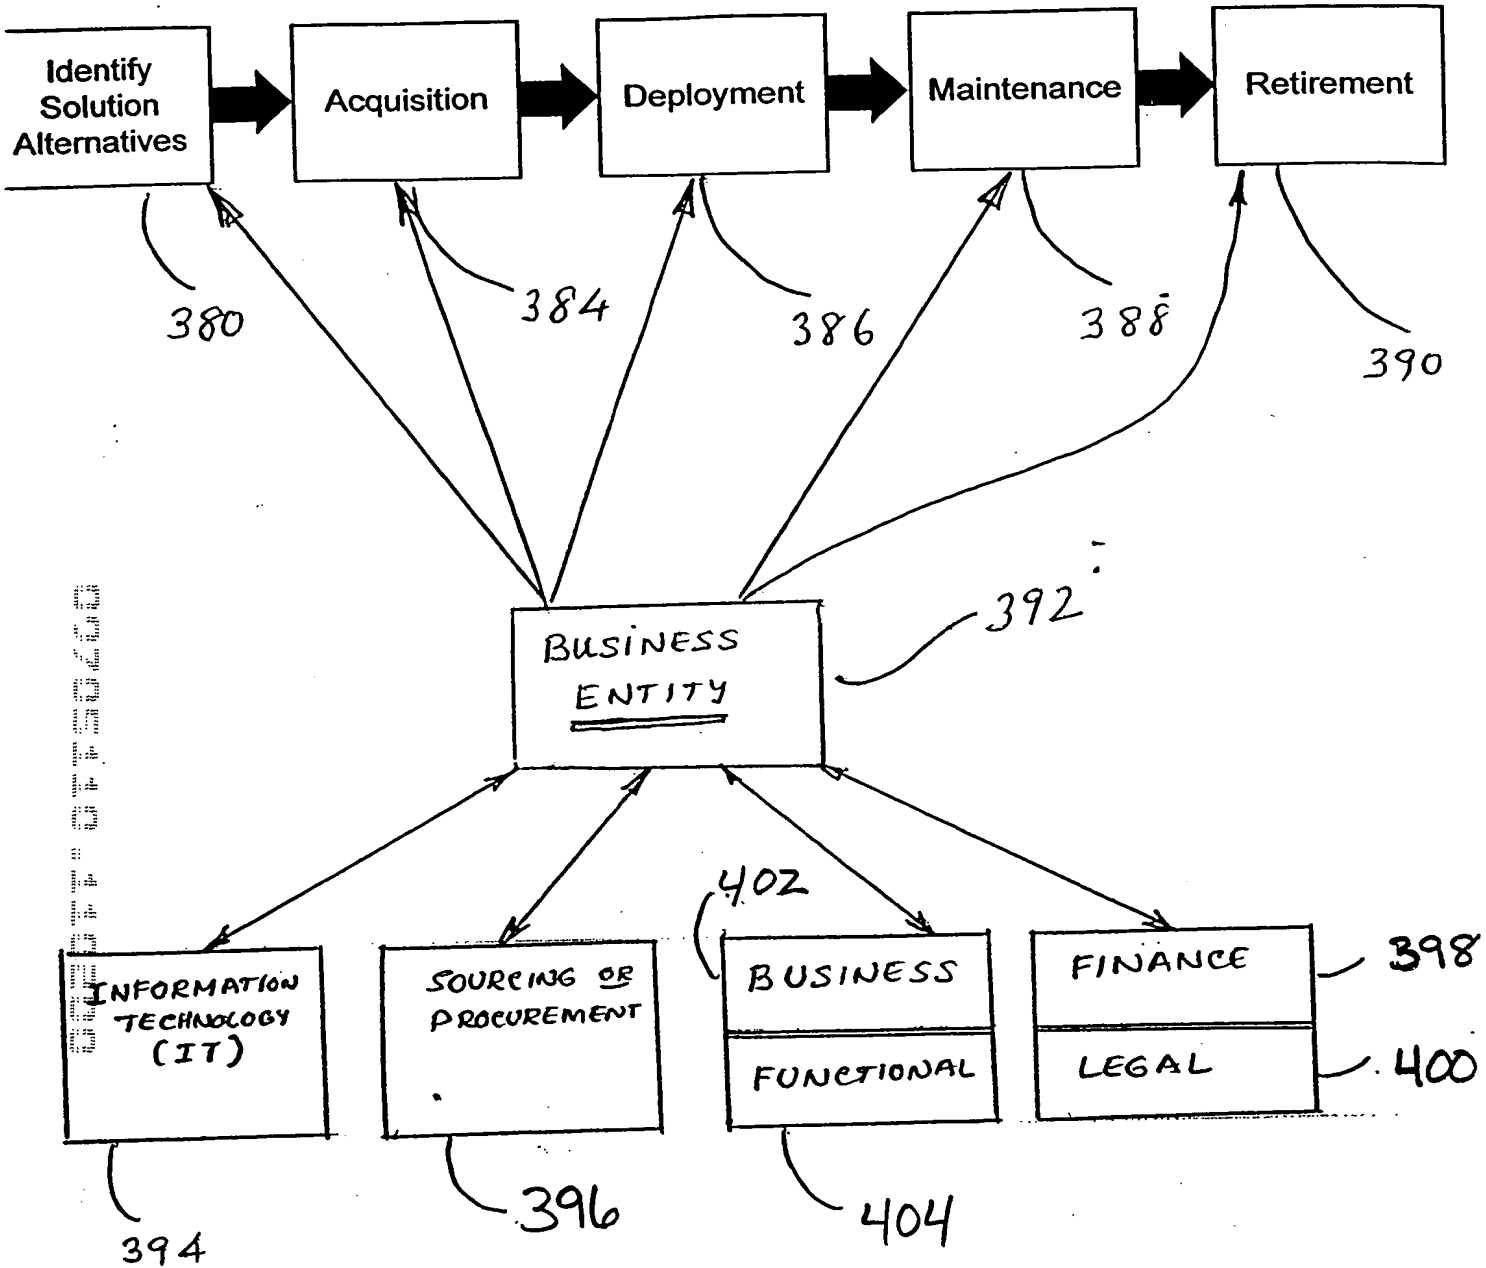 Identify
Solution
Alternatives
Acquisition
Deployment
Maintenance
Retirement
380
384
386
388
390
392
BUSINESS
ENTITY
402
INFORMATION
TECHNOLOGY
(IT)
SOURCING OR
PROCUREMENT
BUSINESS
FUNCTIONAL
FINANCE
LEGAL
398
400
394
396
404